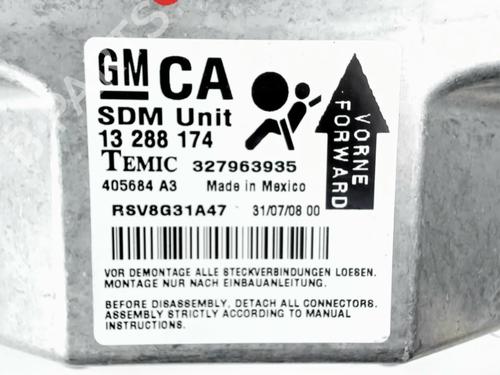 GM CA
SDM Unit
13 288 174
TEMIC 327963935
405684 A3 Made in Mexico
RSV8G31A47 31/07/08 00
VORNE
FORWARD
VOR DEMONTAGE ALLE STECKVERBINDUNGEN LOESEN.
MONTAGE NUR NACH EINBAUANLEITUNG.
BEFORE DISASSEMBLY, DETACH ALL CONNECTORS.
ASSEMBLY STRICTLY ACCORDING TO MANUAL
INSTRUCTIONS.